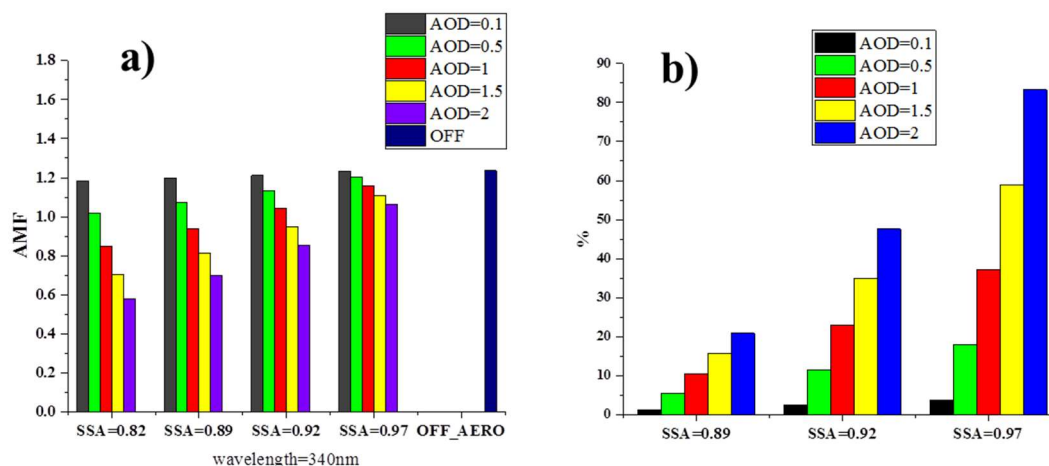 a)
AOD=0.1
AOD=0.5
AOD=1
AOD=1.5
AOD=2
OFF
1.8
1.6
1.4
1.2
1.0
0.8
0.6
0.4
0.2
0.0
AMF
SSA=0.82 SSA=0.89 SSA=0.92 SSA=0.97 OFF_AERO
wavelength=340nm
b)
AOD=0.1
AOD=0.5
AOD=1
AOD=1.5
AOD=2
90
80
70
60
50
40
30
20
10
0
%
SSA=0.89 SSA=0.92 SSA=0.97